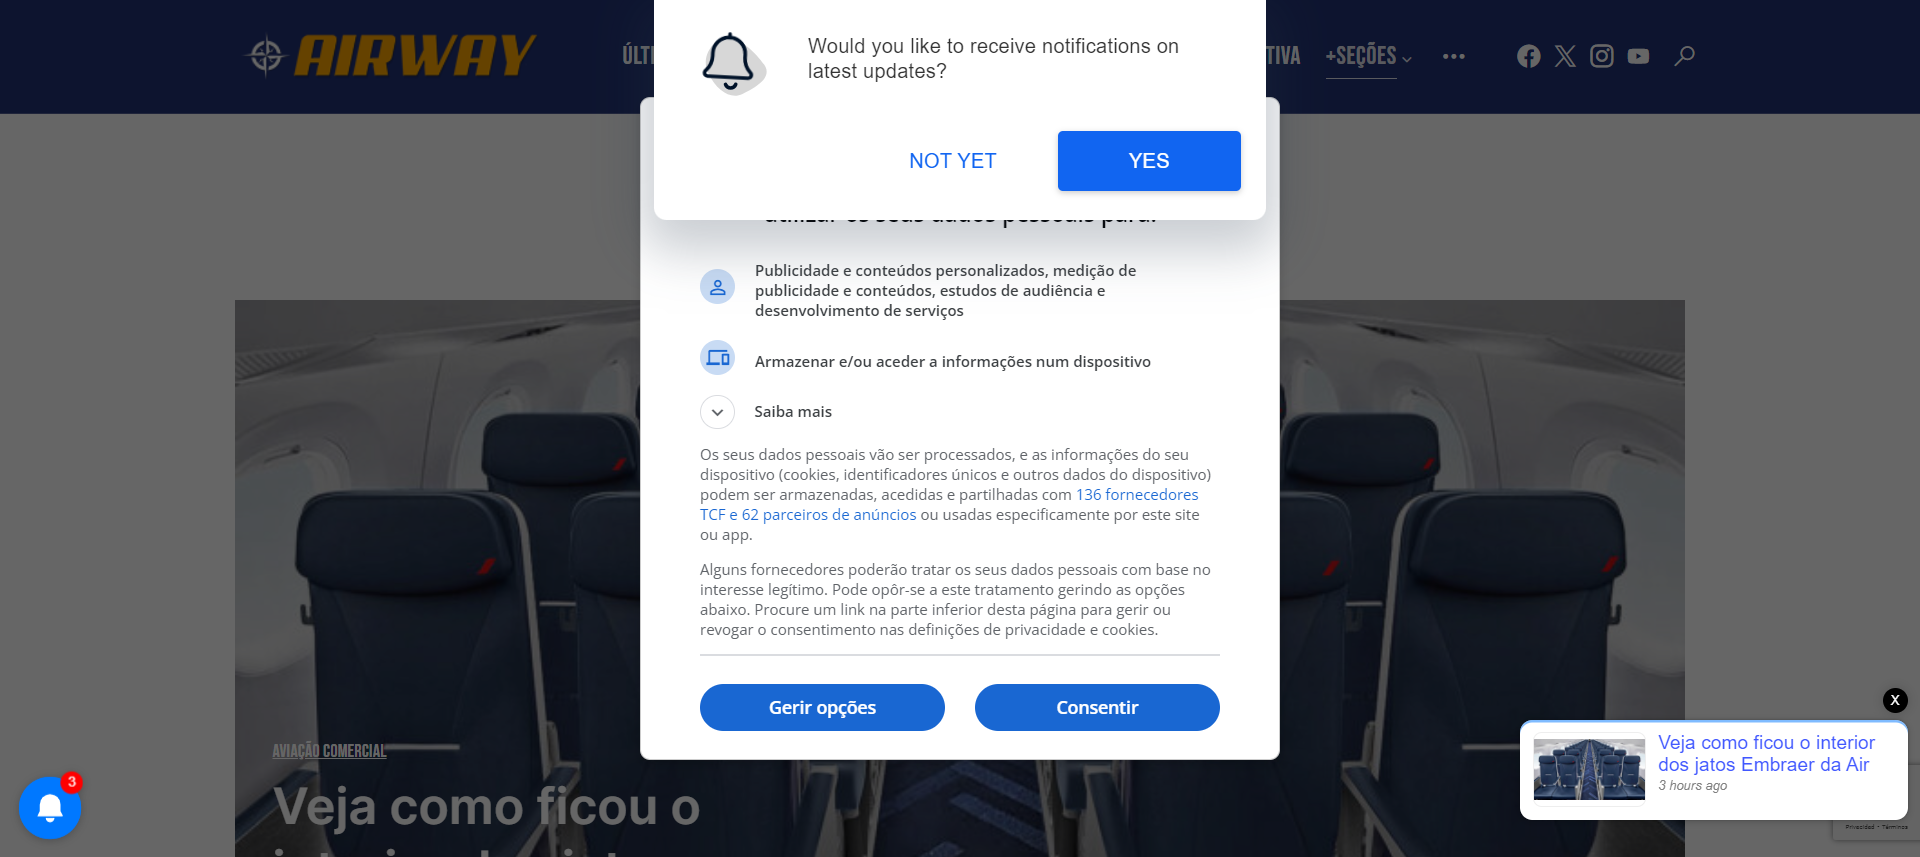 AIRWAY
+SEÇÕES
Would you like to receive notifications on
latest updates?
NOT YET
YES
utilizar os seus dados pessoais para:
Publicidade e conteúdos personalizados, medição de
publicidade e conteúdos, estudos de audiência e
desenvolvimento de serviços
Armazenar e/ou aceder a informações num dispositivo
Saiba mais
Os seus dados pessoais vão ser processados, e as informações do seu
dispositivo (cookies, identificadores únicos e outros dados do dispositivo)
podem ser armazenadas, acedidas e partilhadas com 136 fornecedores
TCF e 62 parceiros de anúncios ou usadas especificamente por este site
ou app.
Alguns fornecedores poderão tratar os seus dados pessoais com base no
interesse legítimo. Pode opôr-se a este tratamento gerindo as opções
abaixo. Procure um link na parte inferior desta página para gerir ou
revogar o consentimento nas definições de privacidade e cookies.
Gerir opções
Consentir
AVIAÇÃO COMERCIAL
Veja como ficou o
3
X
Veja como ficou o interior
dos jatos Embraer da Air
3 hours ago
Privacidad - Términos